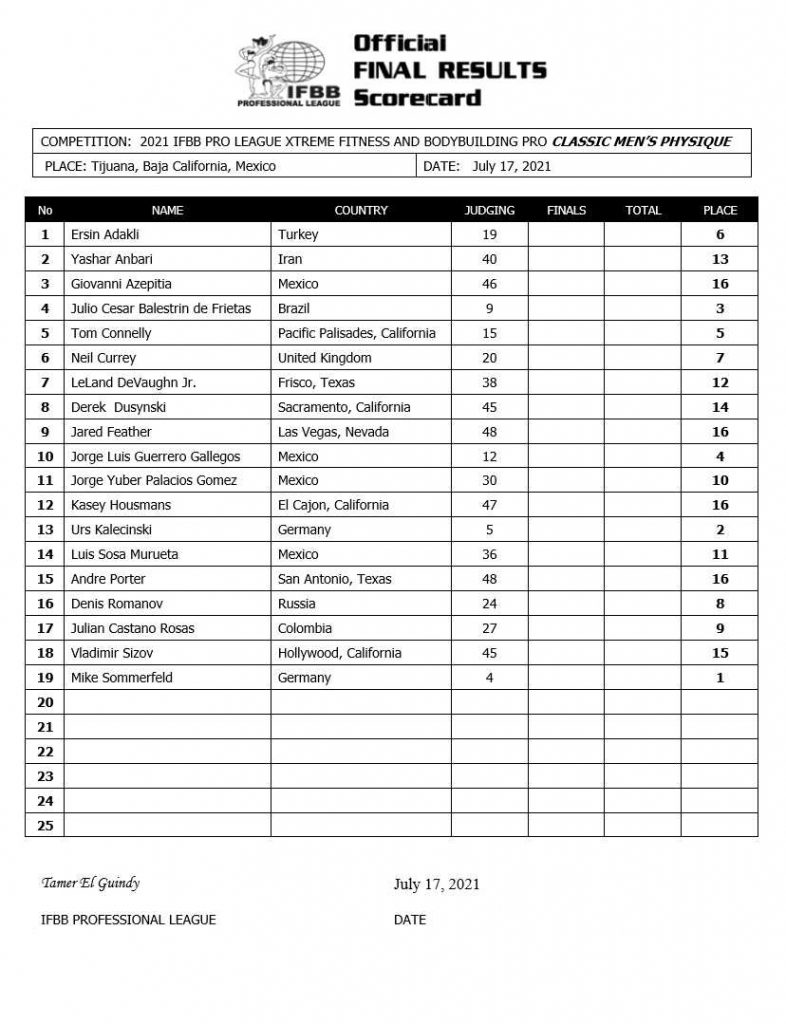 Official
FINAL RESULTS
Scorecard
IFBB
PROFESSIONAL LEAGUE
COMPETITION: 2021 IFBB PRO LEAGUE XTREME FITNESS AND BODYBUILDING PRO CLASSIC MEN'S PHYSIQUE
PLACE: Tijuana, Baja California, Mexico DATE: July 17, 2021
No NAME COUNTRY JUDGING FINALS TOTAL PLACE
1 Ersin Adakli Turkey 19 6
2 Yashar Anbari Iran 40 13
3 Giovanni Azepitia Mexico 46 16
4 Julio Cesar Balestrin de Frietas Brazil 9 3
5 Tom Connelly Pacific Palisades, California 15 5
6 Neil Currey United Kingdom 20 7
7 LeLand DeVaughn Jr. Frisco, Texas 38 12
8 Derek Dusynski Sacramento, California 45 14
9 Jared Feather Las Vegas, Nevada 48 16
10 Jorge Luis Guerrero Gallegos Mexico 12 4
11 Jorge Yuber Palacios Gomez Mexico 30 10
12 Kasey Housmans El Cajon, California 47 16
13 Urs Kalecinski Germany 5 2
14 Luis Sosa Murueta Mexico 36 11
15 Andre Porter San Antonio, Texas 48 16
16 Denis Romanov Russia 24 8
17 Julian Castano Rosas Colombia 27 9
18 Vladimir Sizov Hollywood, California 45 15
19 Mike Sommerfeld Germany 4 1
20
21
22
23
24
25
Tamer El Guindy July 17, 2021
IFBB PROFESSIONAL LEAGUE DATE